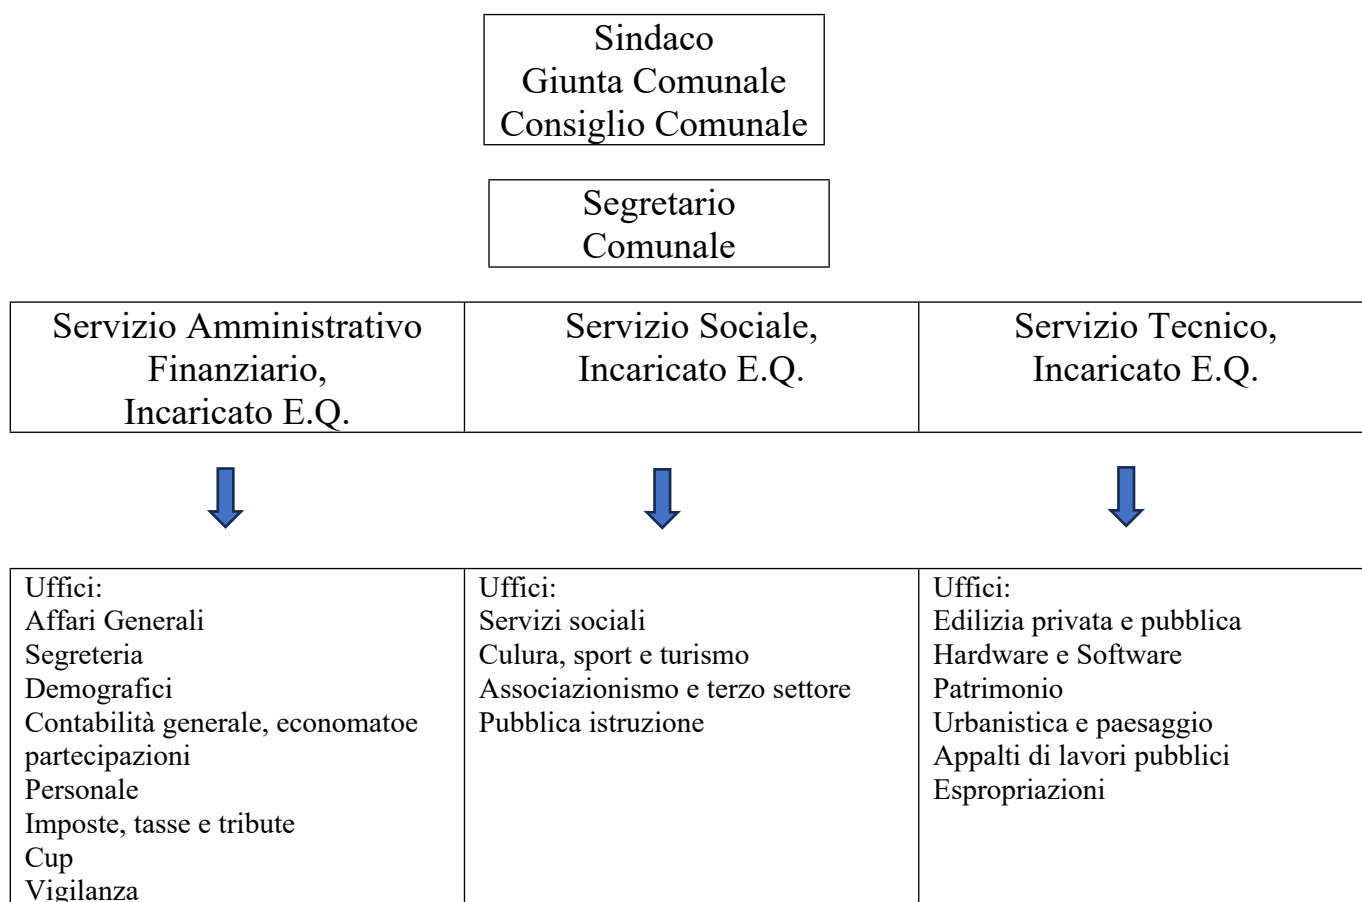 Sindaco
Giunta Comunale
Consiglio Comunale
Segretario
Comunale
Servizio Amministrativo
Finanziario,
Incaricato E.Q.
Servizio Sociale,
Incaricato E.Q.
Servizio Tecnico,
Incaricato E.Q.
Uffici:
Affari Generali
Segreteria
Demografici
Contabilità generale, economatoe
partecipazioni
Personale
Imposte, tasse e tribute
Cup
Vigilanza
Uffici:
Servizi sociali
Culura, sport e turismo
Associazionismo e terzo settore
Pubblica istruzione
Uffici:
Edilizia privata e pubblica
Hardware e Software
Patrimonio
Urbanistica e paesaggio
Appalti di lavori pubblici
Espropriazioni